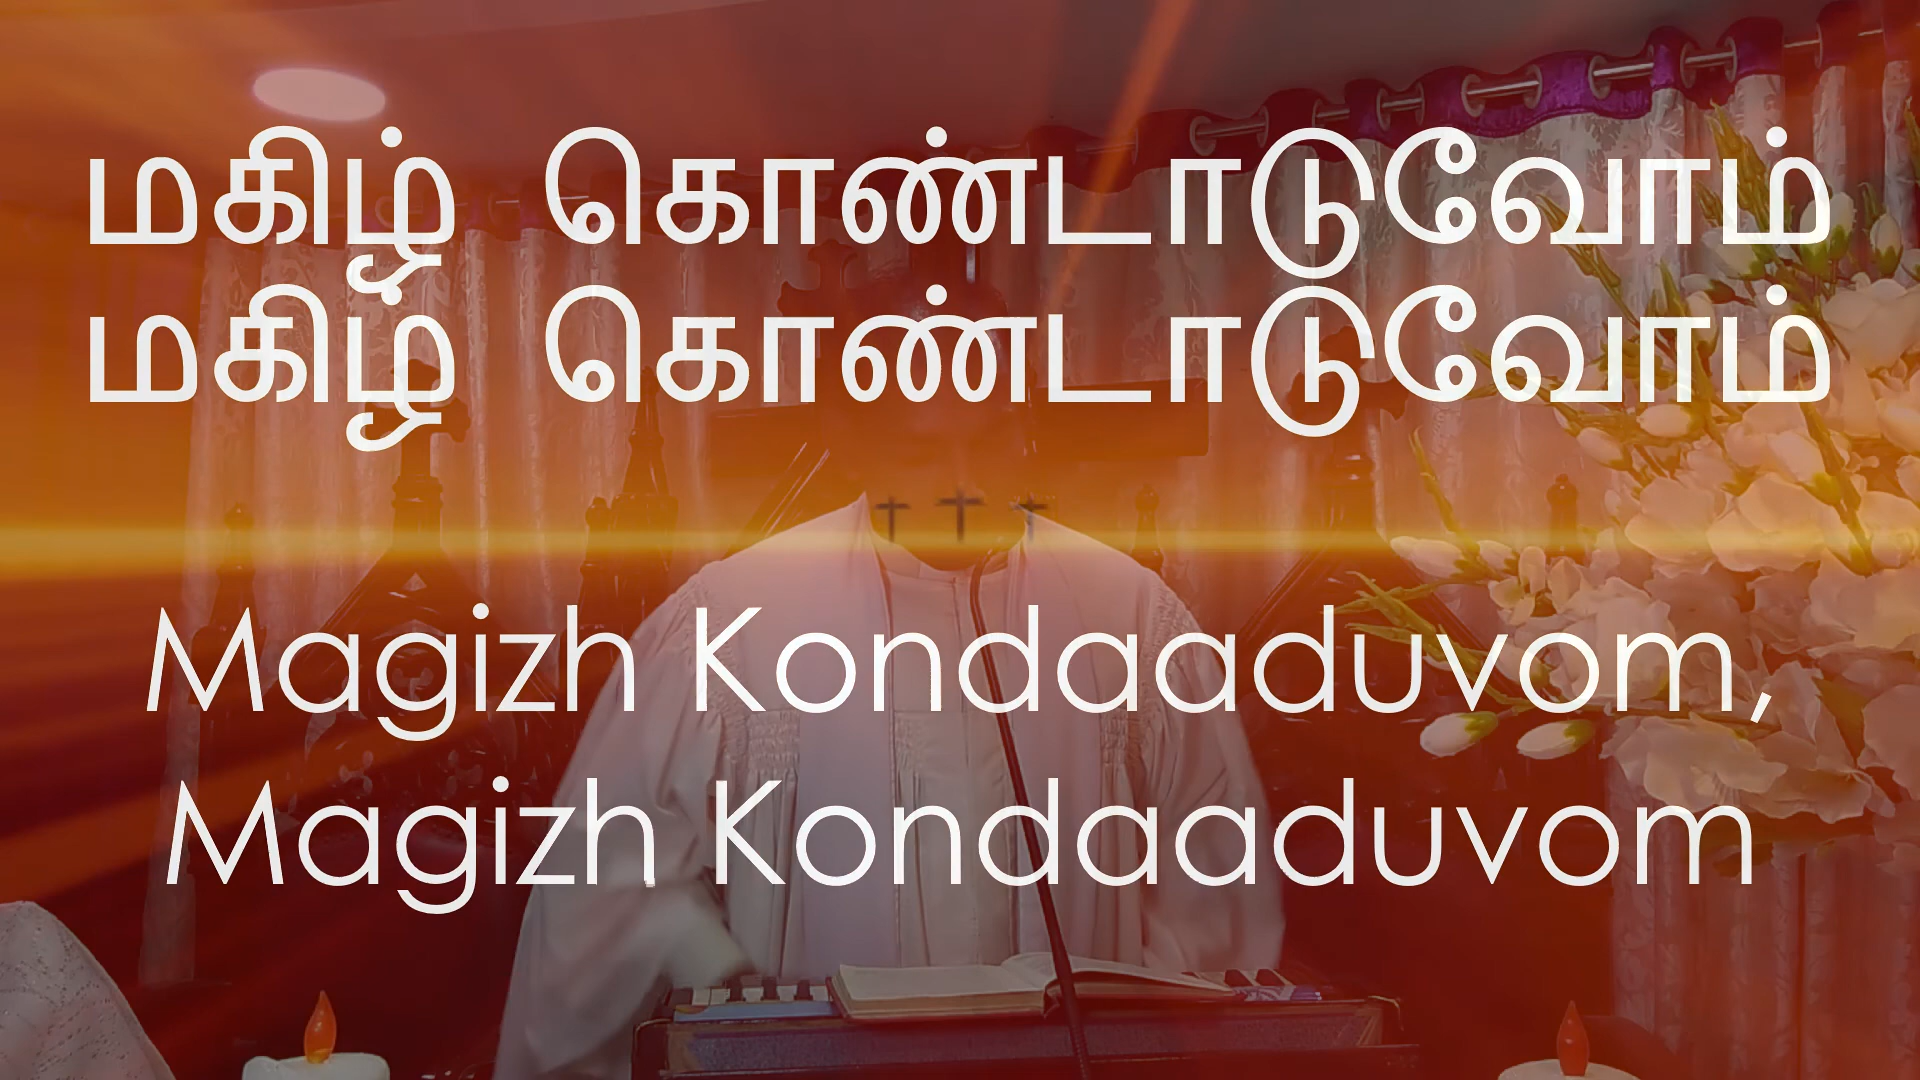 மகிழ் கொண்டாடுவோம்
மகிழ் கொண்டாடுவோம்
Magizh Kondaaduvom,
Magizh Kondaaduvom